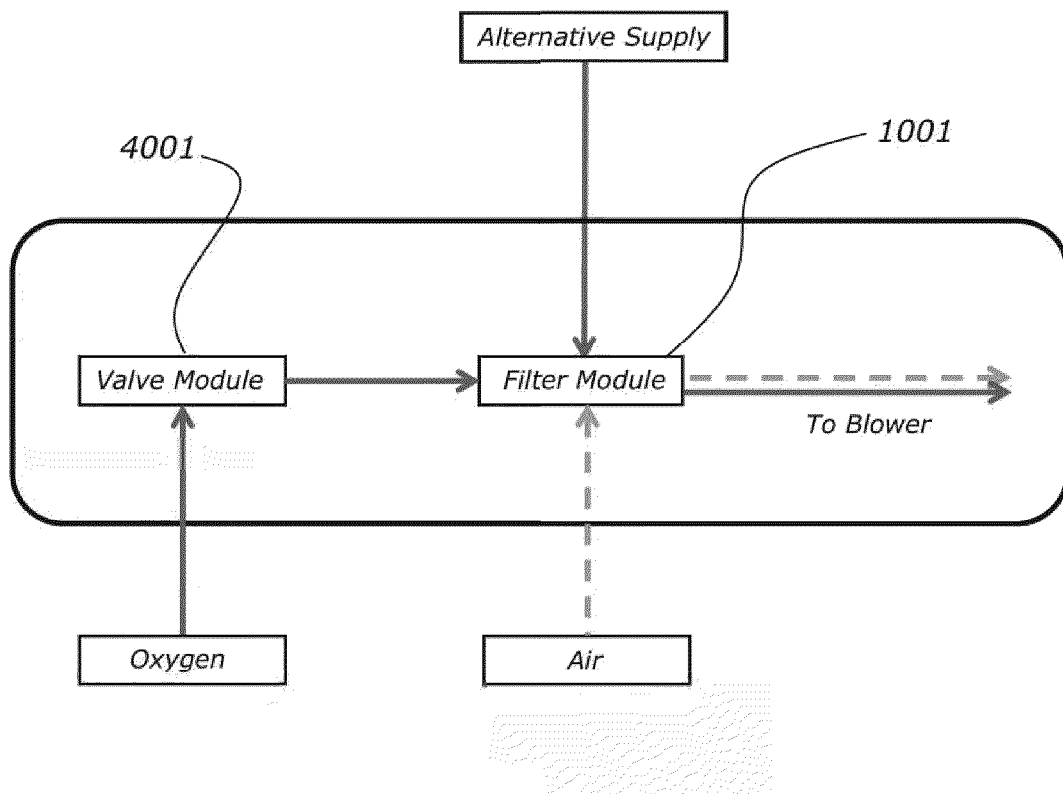 Alternative Supply
4001
1001
Valve Module
Filter Module
To Blower
Oxygen
Air